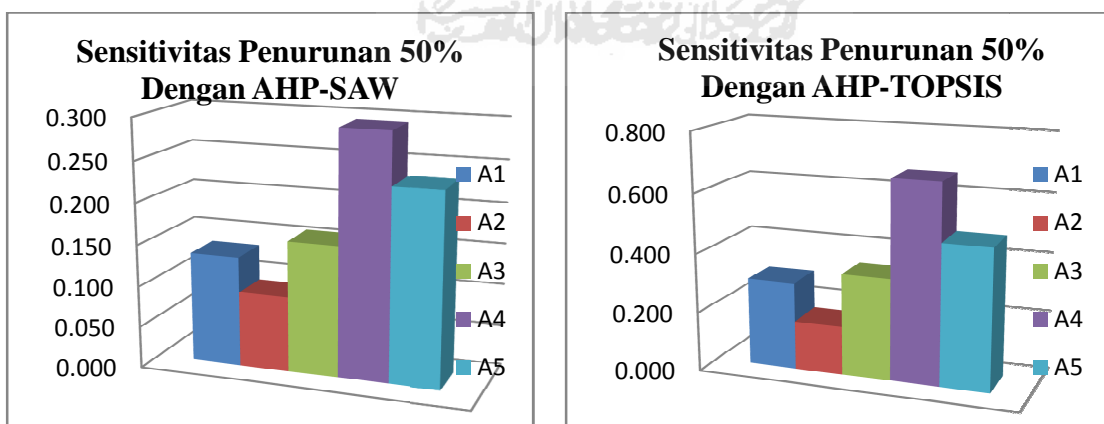 Sensitivitas Penurunan 50%
Dengan AHP-SAW
0.300
0.250
0.200
0.150
0.100
0.050
0.000
A1
A2
A3
A4
A5
Sensitivitas Penurunan 50%
Dengan AHP-TOPSIS
0.800
0.600
0.400
0.200
0.000
A1
A2
A3
A4
A5